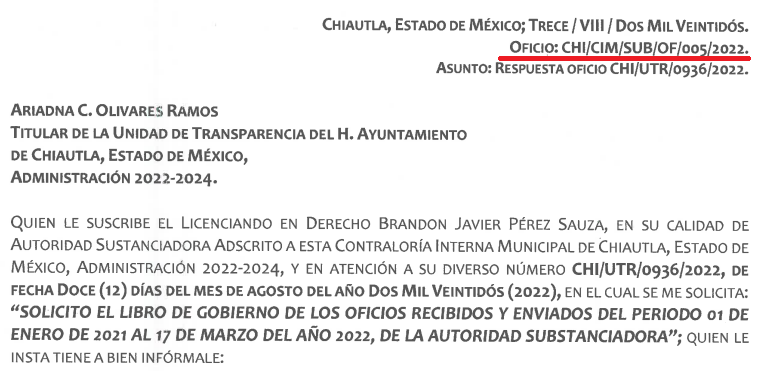 CHIAUTLA, ESTADO DE MÉXICO; TRECE / VIII / DOS MIL VEINTIDÓS.
OFICIO: CHI/CIM/SUB/OF/005/2022.
ASUNTO: RESPUESTA OFICIO CHI/UTR/0936/2022.
ARIADNA C. OLIVARES RAMOS
TITULAR DE LA UNIDAD DE TRANSPARENCIA DEL H. AYUNTAMIENTO
DE CHIAUTLA, ESTADO DE MÉXICO,
ADMINISTRACIÓN 2022-2024.
QUIEN LE SUSCRIBE EL LICENCIANDO EN DERECHO BRANDON JAVIER PÉREZ SAUZA, EN SU CALIDAD DE
AUTORIDAD SUSTANCIADORA ADSCRITO A ESTA CONTRALORÍA INTERNA MUNICIPAL DE CHIAUTLA, ESTADO DE
MÉXICO, ADMINISTRACIÓN 2022-2024, Y EN ATENCIÓN A SU DIVERSO NÚMERO CHI/UTR/0936/2022, DE
FECHA DOCE (12) DÍAS DEL MES DE AGOSTO DEL AÑO DOS MIL VEINTIDÓS (2022), EN EL CUAL SE ME SOLICITA:
"SOLICITO EL LIBRO DE GOBIERNO DE LOS OFICIOS RECIBIDOS Y ENVIADOS DEL PERIODO 01 DE
ENERO DE 2021 AL 17 DE MARZO DEL AÑO 2022, DE LA AUTORIDAD SUBSTANCIADORA"; QUIEN LE
INSTA TIENE A BIEN INFÓRMALE: